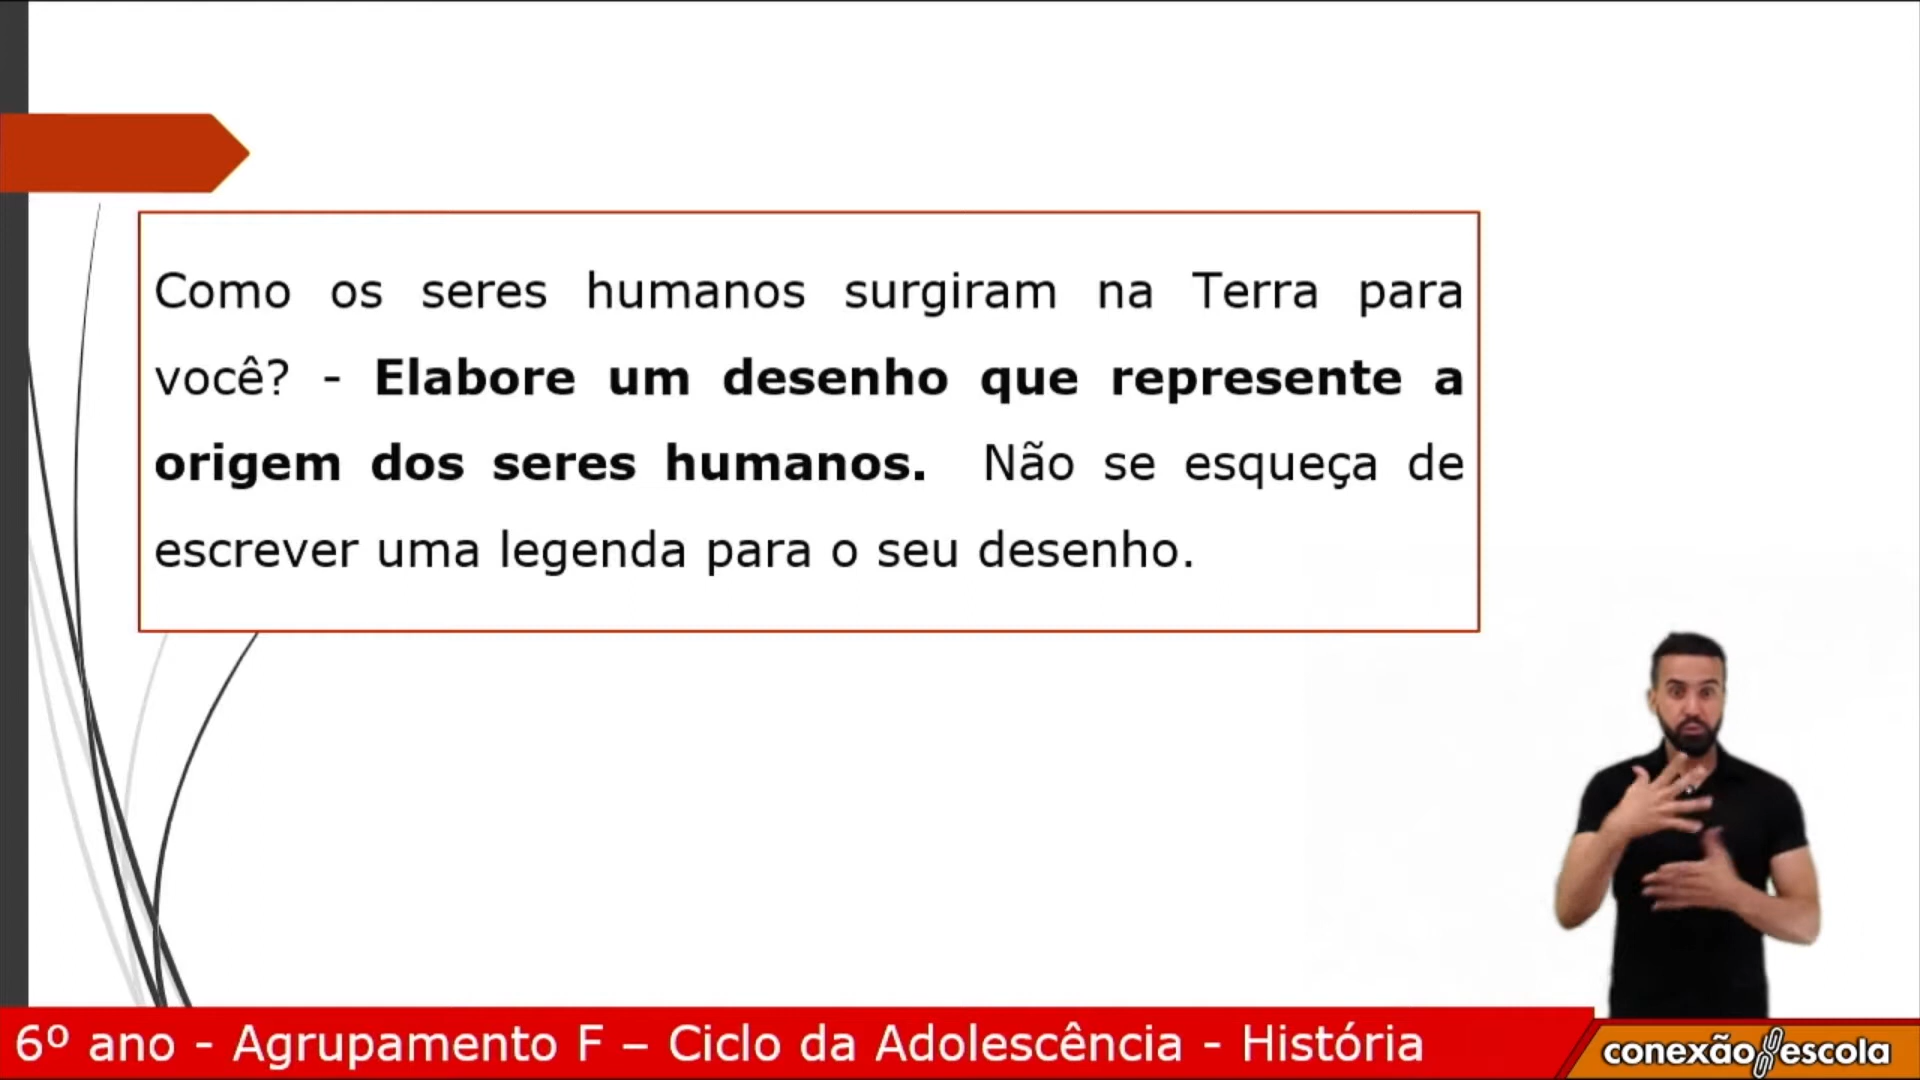 Como os seres humanos surgiram na Terra para
você? - Elabore um desenho que represente a
origem dos seres humanos. Não se esqueça de
escrever uma legenda para o seu desenho.
6º ano - Agrupamento F – Ciclo da Adolescência - História
conexão escola